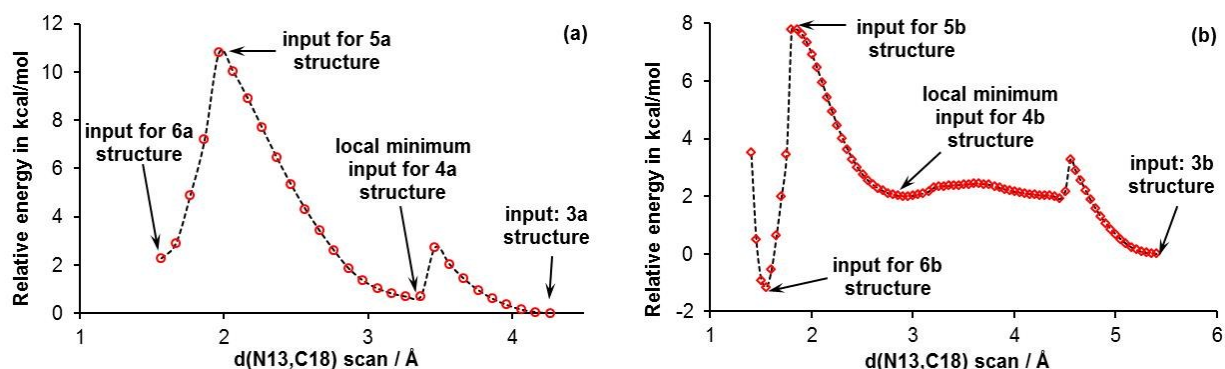 12
10
8
6
4
2
0
Relative energy in kcal/mol
(a)
input for 5a
structure
input for 6a
structure
local minimum
input for 4a
structure
input: 3a
structure
1
2
3
4
d(N13,C18) scan / Å
8
6
4
2
0
-2
Relative energy in kcal/mol
(b)
input for 5b
structure
local minimum
input for 4b
structure
input: 3b
structure
input for 6b
structure
1
2
3
4
5
6
d(N13,C18) scan / Å